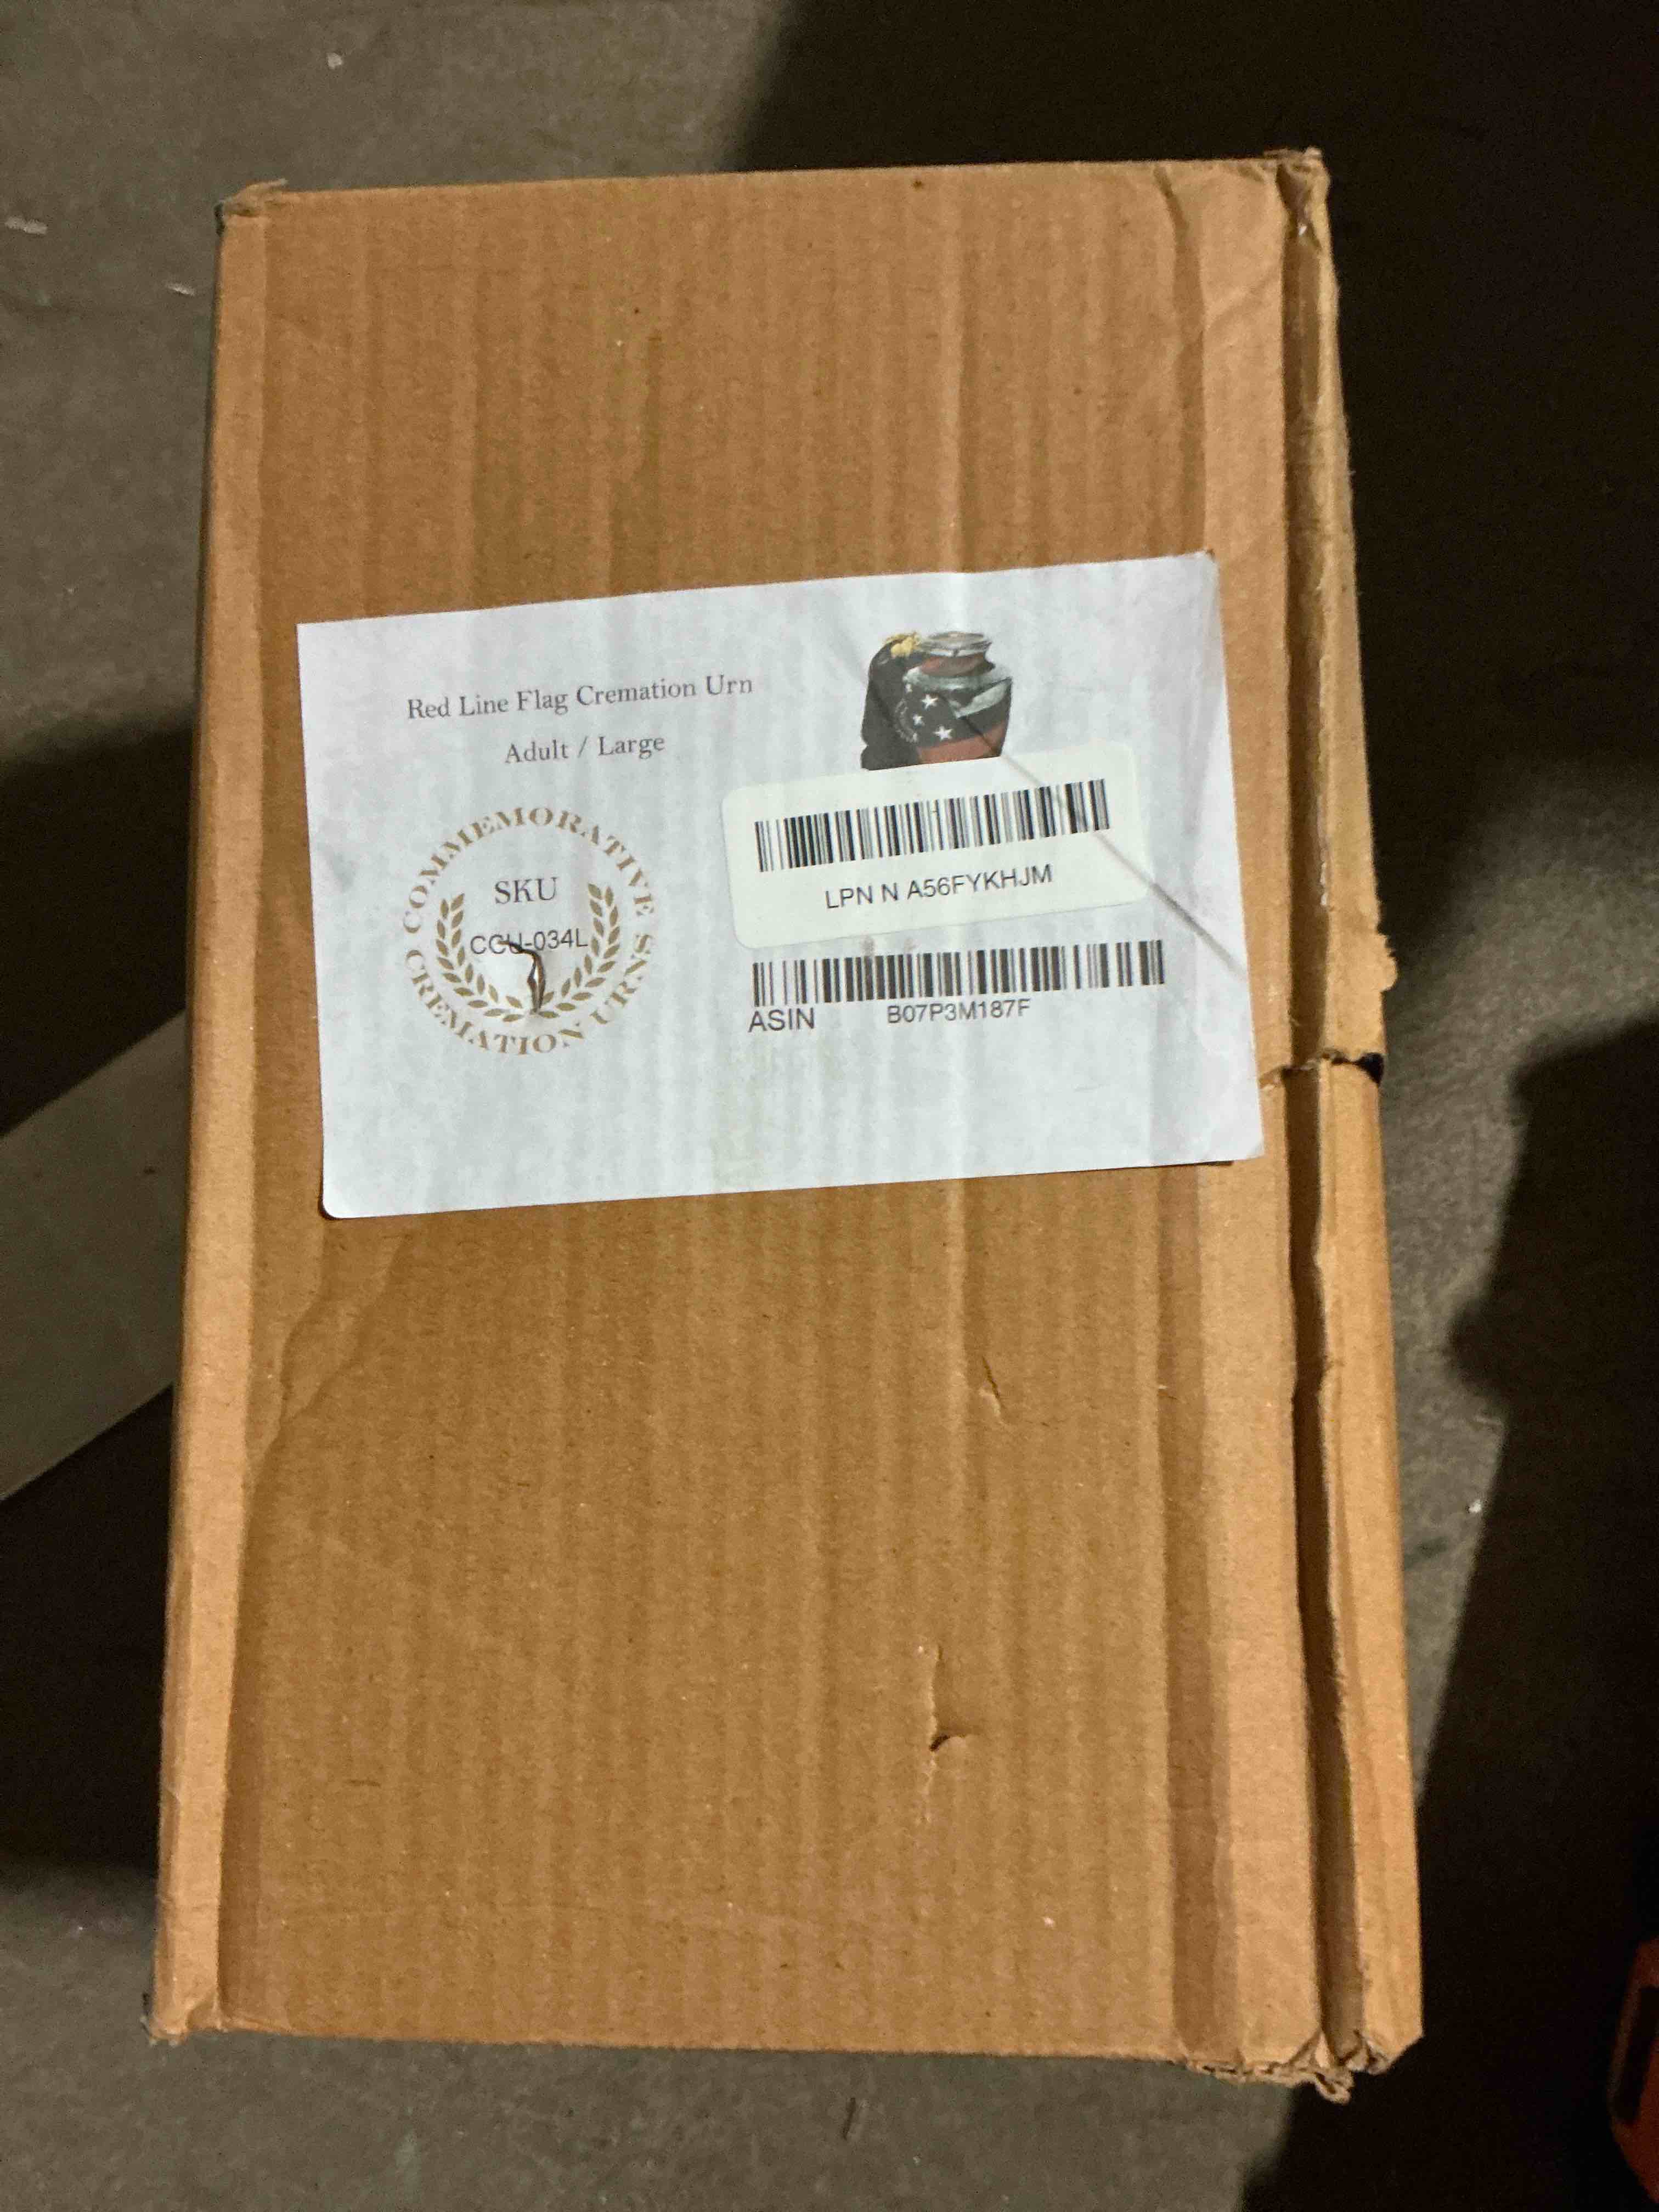 Red Line Flag Cremation Urn
Adult / Large
COMMEMORATIVE
SKU
CCU-034L
CREMATION URNS
LPN N A56FYKHJM
ASIN B07P3M187F